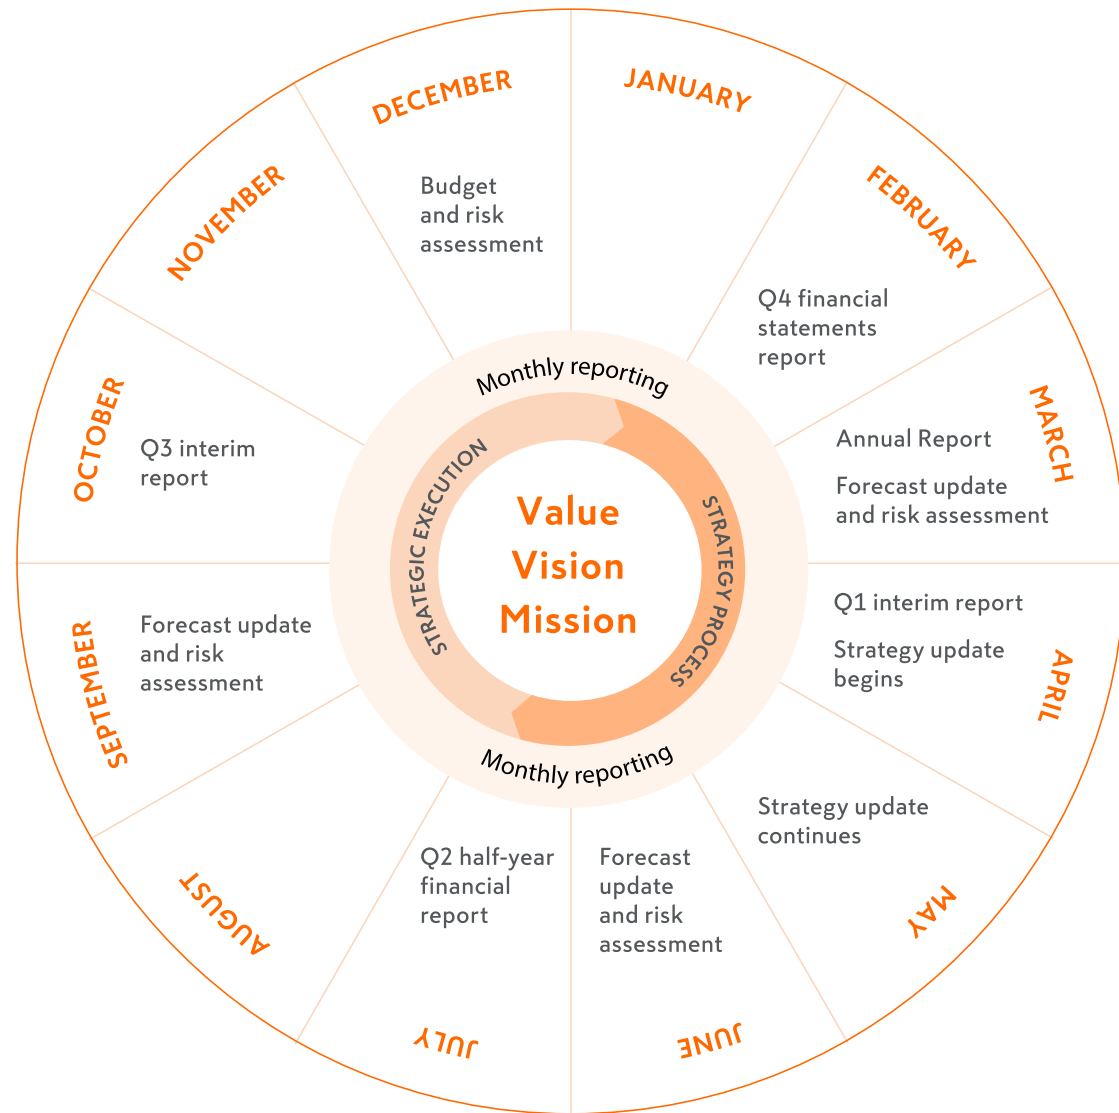 JANUARY
FEBRUARY
Q4 financial
statements
report
MARCH
Annual Report
Forecast update
and risk assessment
APRIL
Q1 interim report
Strategy update
begins
MAY
Strategy update
continues
JUNE
Forecast
update
and risk
assessment
JULY
Q2 half-year
financial
report
AUGUST
SEPTEMBER
Forecast update
and risk
assessment
OCTOBER
Q3 interim
report
NOVEMBER
DECEMBER
Budget
and risk
assessment
Monthly reporting
STRATEGY PROCESS
Monthly reporting
STRATEGIC EXECUTION
Value
Vision
Mission